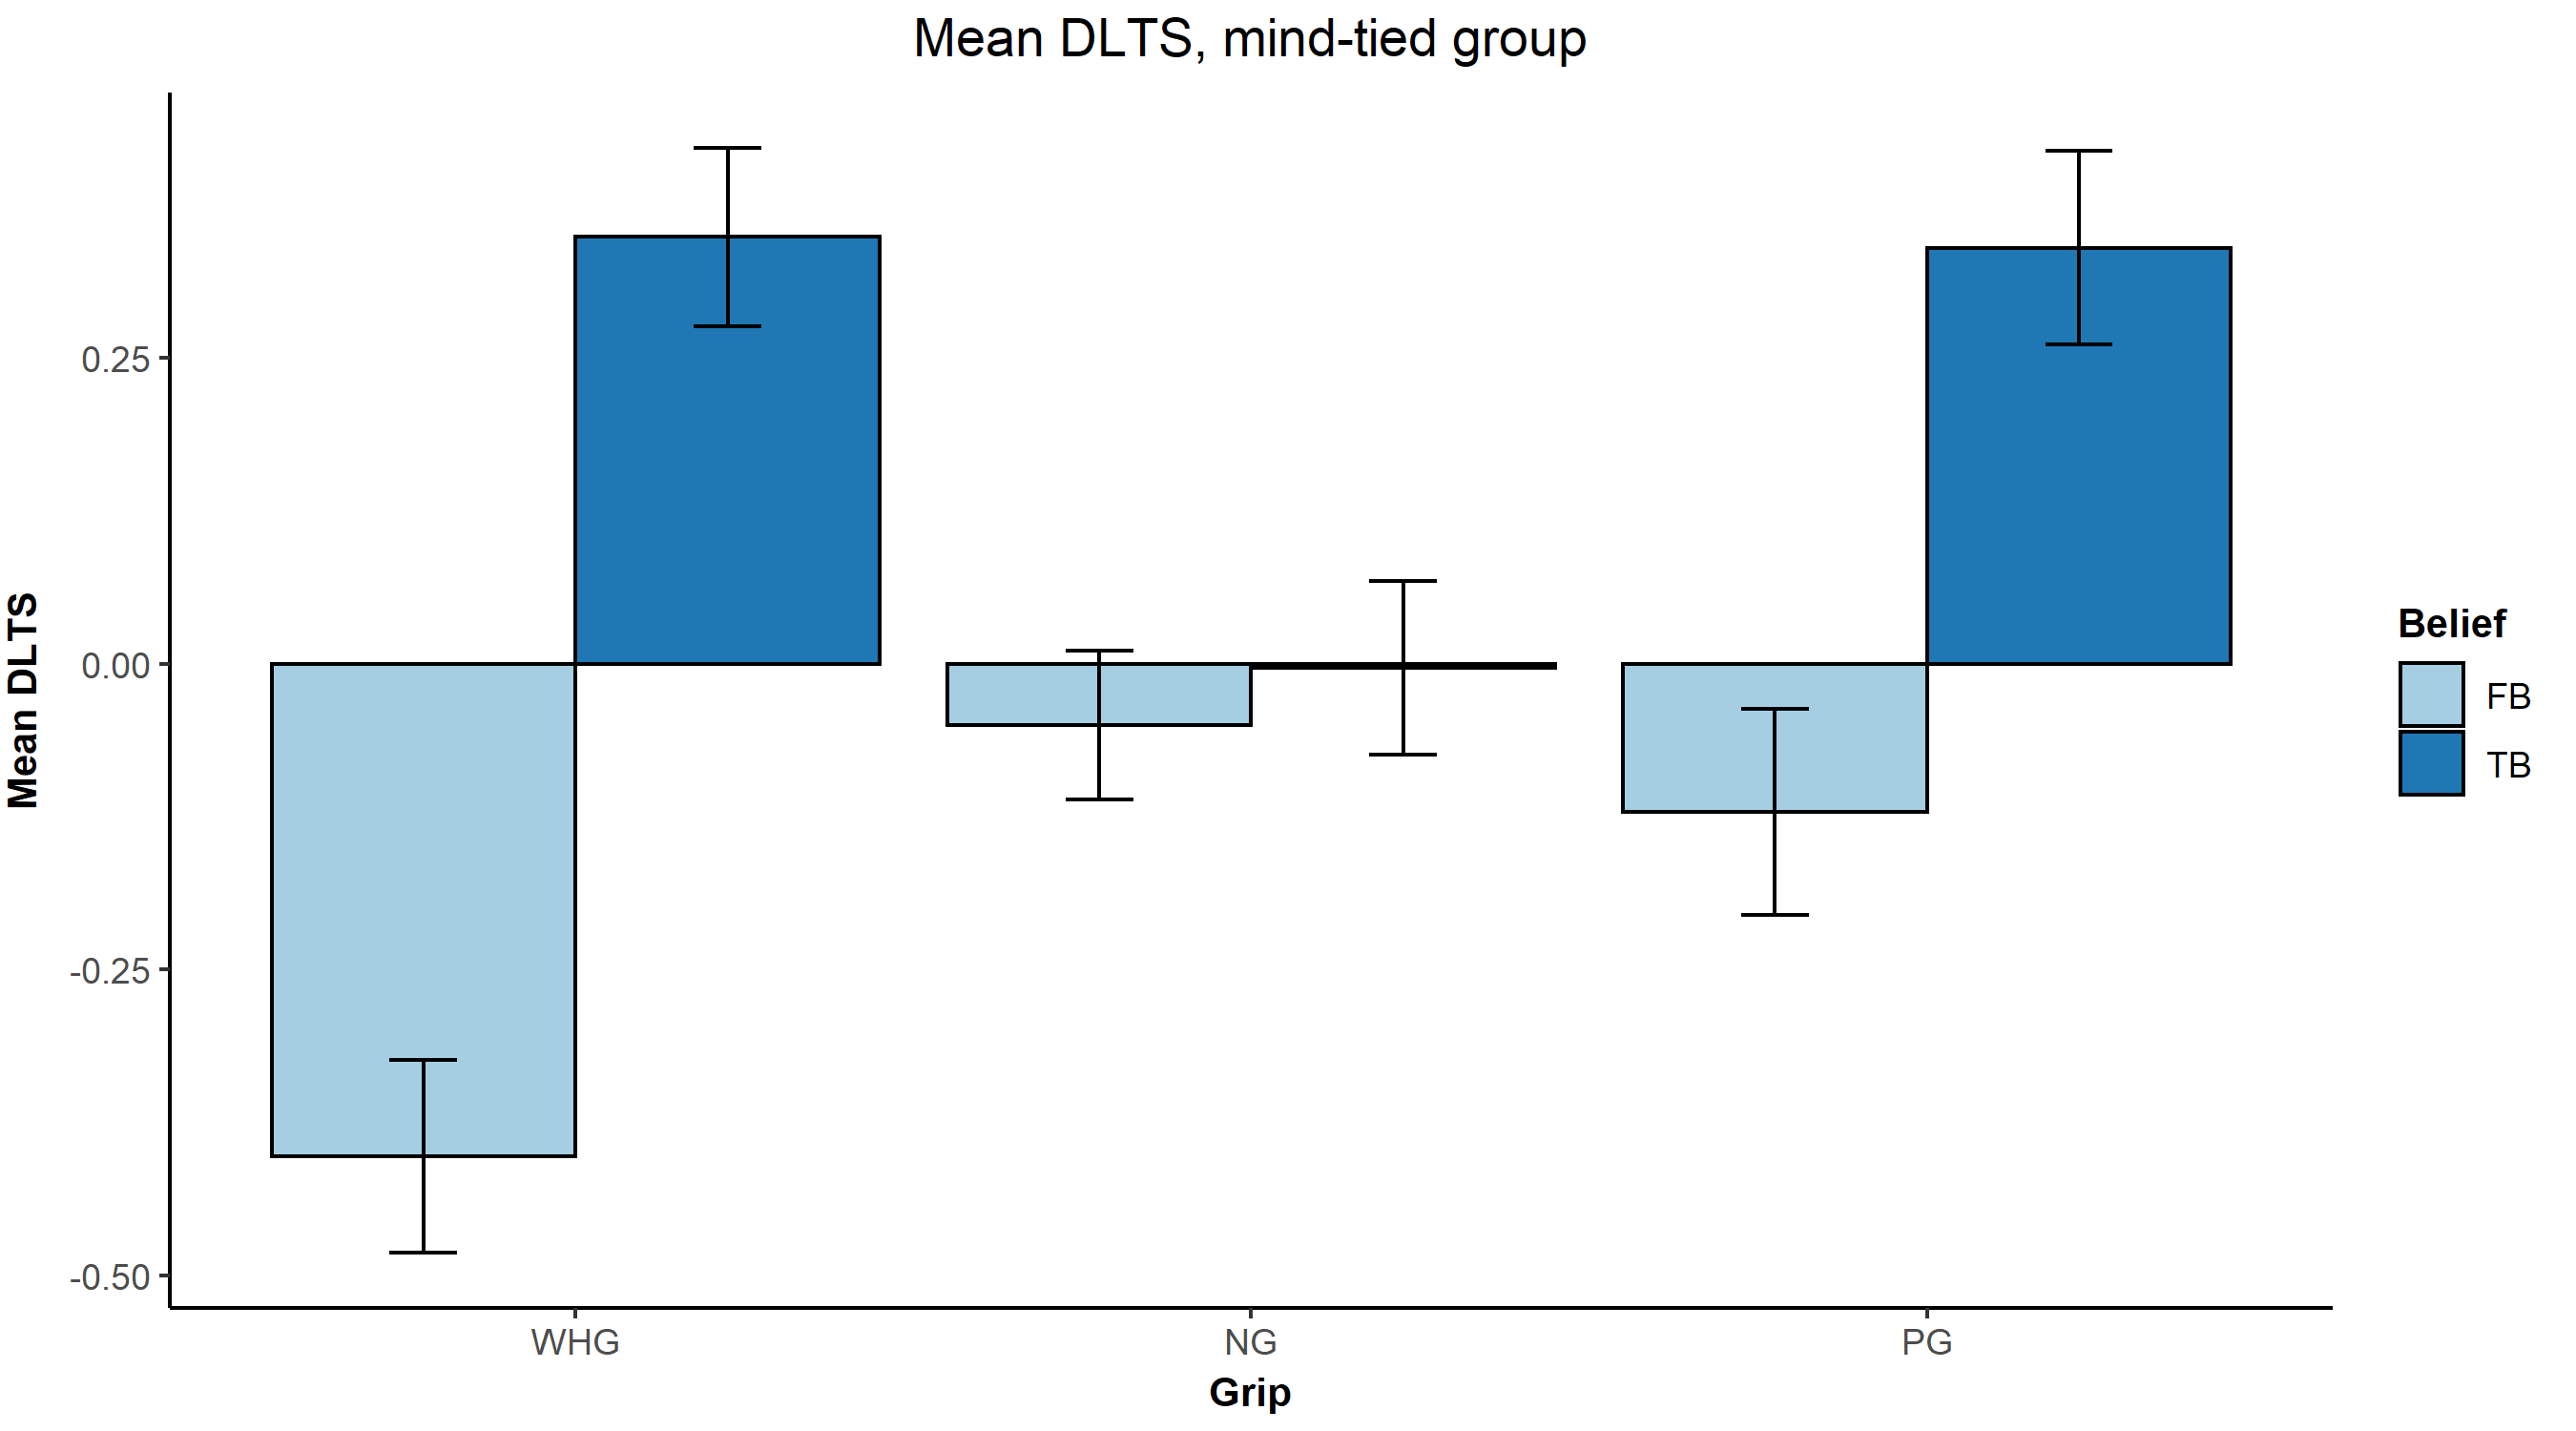 Mean DLTS, mind-tied group
Mean DLTS
0.25
0.00
-0.25
-0.50
WHG NG PG
Grip
Belief
FB
TB